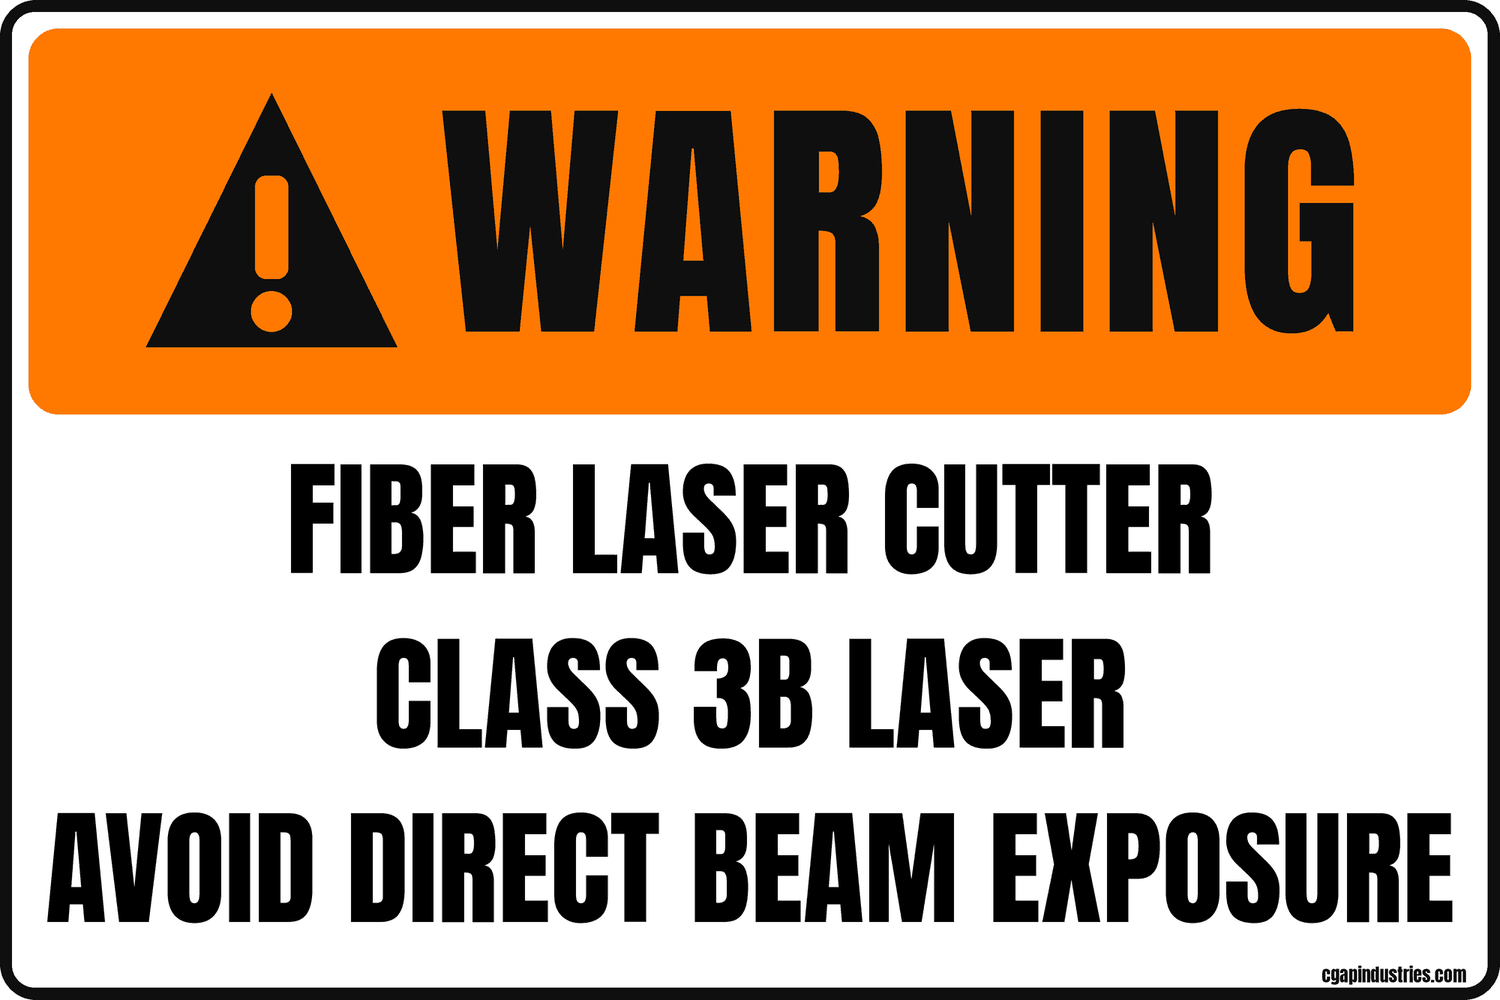 WARNING
FIBER LASER CUTTER
CLASS 3B LASER
AVOID DIRECT BEAM EXPOSURE
cgapindustries.com